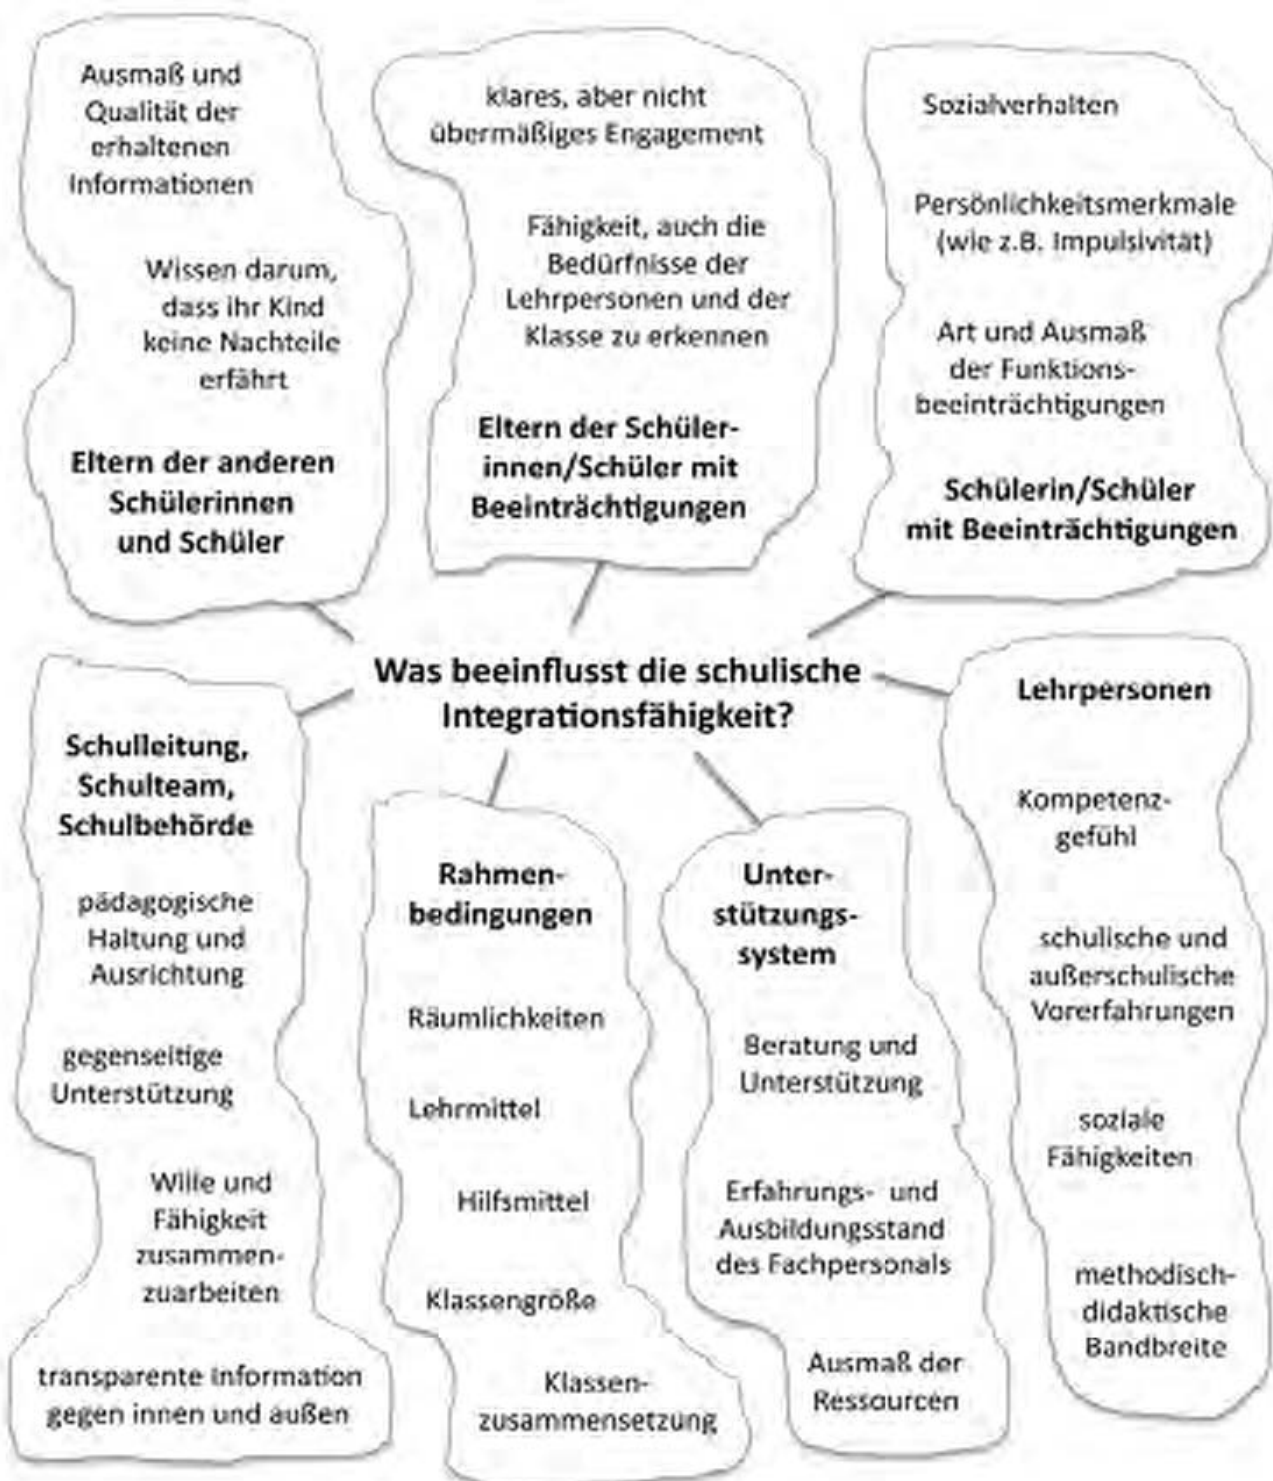 Ausmaß und
Qualität der
erhaltenen
Informationen
Wissen darum,
dass ihr Kind
keine Nachteile
erfährt
Eltern der anderen
Schülerinnen
und Schüler
klares, aber nicht
übermäßiges Engagement
Fähigkeit, auch die
Bedürfnisse der
Lehrpersonen und der
Klasse zu erkennen
Eltern der Schüler-
innen/Schüler mit
Beeinträchtigungen
Sozialverhalten
Persönlichkeitsmerkmale
(wie z.B. Impulsivität)
Art und Ausmaß
der Funktions-
beeinträchtigungen
Schülerin/Schüler
mit Beeinträchtigungen
Was beeinflusst die schulische
Integrationsfähigkeit?
Schulleitung,
Schulteam,
Schulbehörde
pädagogische
Haltung und
Ausrichtung
gegenseitige
Unterstützung
Wille und
Fähigkeit
zusammen-
zuarbeiten
transparente Information
gegen innen und außen
Rahmen-
bedingungen
Räumlichkeiten
Lehrmittel
Hilfsmittel
Klassengröße
Klassen-
zusammensetzung
Unter-
stützungs-
system
Beratung und
Unterstützung
Erfahrungs- und
Ausbildungsstand
des Fachpersonals
Ausmaß der
Ressourcen
Lehrpersonen
Kompetenz-
gefühl
schulische und
außerschulische
Vorerfahrungen
soziale
Fähigkeiten
methodisch-
didaktische
Bandbreite